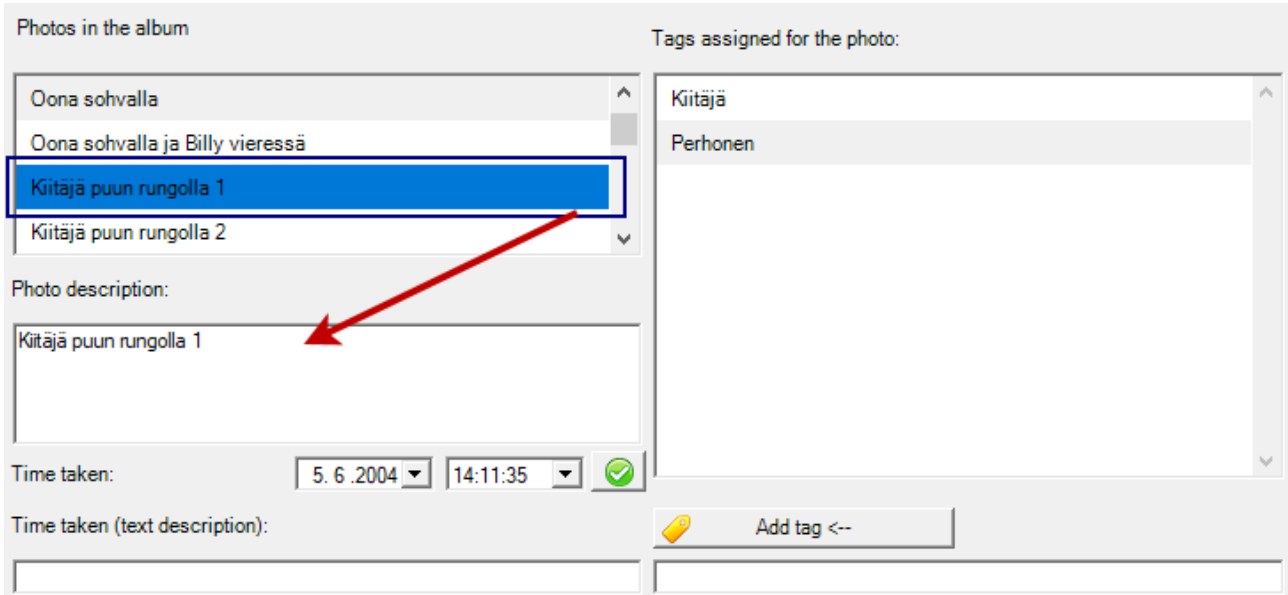 Photos in the album
Oona sohvalla
Oona sohvalla ja Billy vieressä
Kiitäjä puun rungolla 1
Kiitäjä puun rungolla 2
Photo description:
Kiitäjä puun rungolla 1
Time taken:
5. 6 .2004
14:11:35
Time taken (text description):
Tags assigned for the photo:
Kiitäjä
Perhonen
Add tag <--